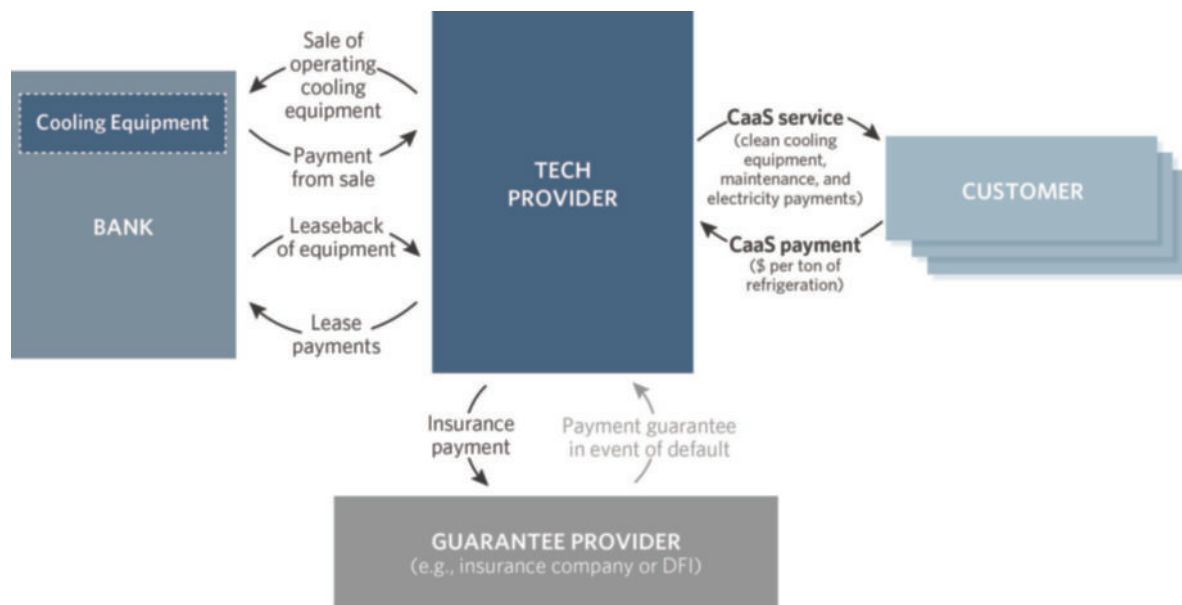 Sale of
operating
cooling
equipment
Cooling Equipment
Payment
from sale
BANK
Leaseback
of equipment
Lease
payments
TECH
PROVIDER
CaaS service
(clean cooling
equipment,
maintenance, and
electricity payments)
CUSTOMER
CaaS payment
($ per ton of
refrigeration)
Insurance
payment
Payment guarantee
in event of default
GUARANTEE PROVIDER
(e.g., insurance company or DFI)